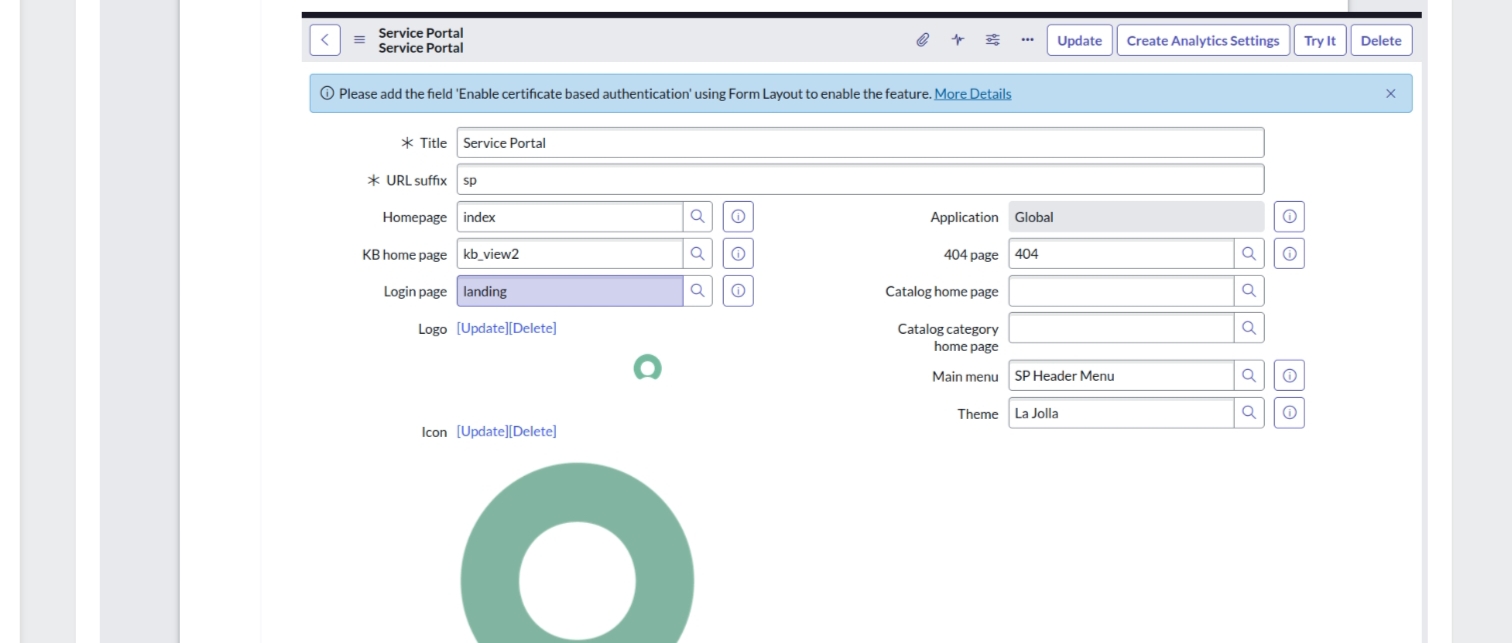 Service Portal
Service Portal
Update
Create Analytics Settings
Try It
Delete
Please add the field 'Enable certificate based authentication' using Form Layout to enable the feature. More Details
Title
Service Portal
URL suffix
sp
Homepage
index
Application
Global
KB home page
kb_view2
404 page
404
Login page
landing
Catalog home page
Logo
[Update][Delete]
Catalog category
home page
Main menu
SP Header Menu
Theme
La Jolla
Icon
[Update][Delete]